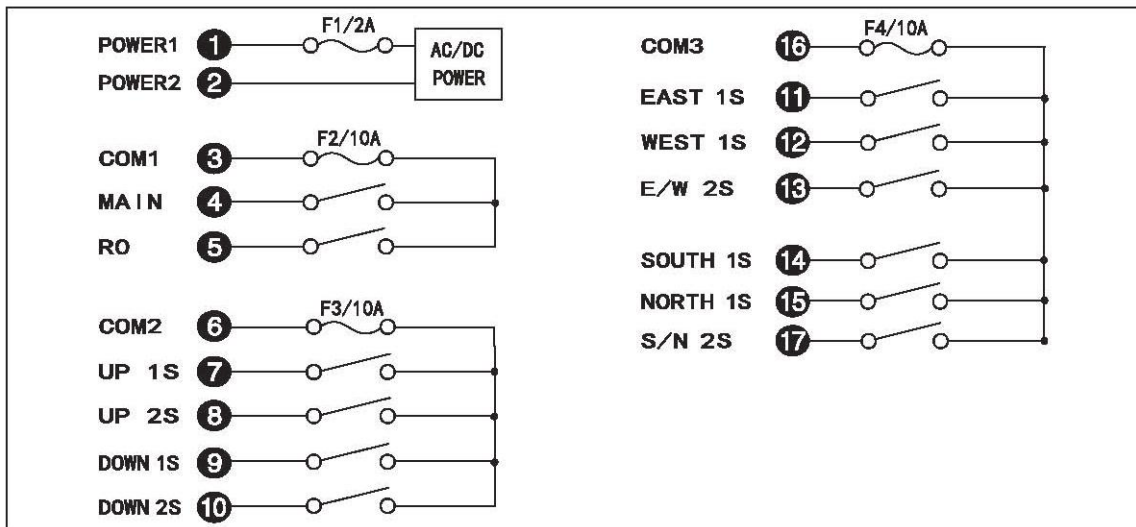 POWER1 1 F1/2A AC/DC
POWER2 2 POWER
COM1 3 F2/10A
MAIN 4
RO 5
COM2 6 F3/10A
UP 1S 7
UP 2S 8
DOWN 1S 9
DOWN 2S 10
COM3 16 F4/10A
EAST 1S 11
WEST 1S 12
E/W 2S 13
SOUTH 1S 14
NORTH 1S 15
S/N 2S 17